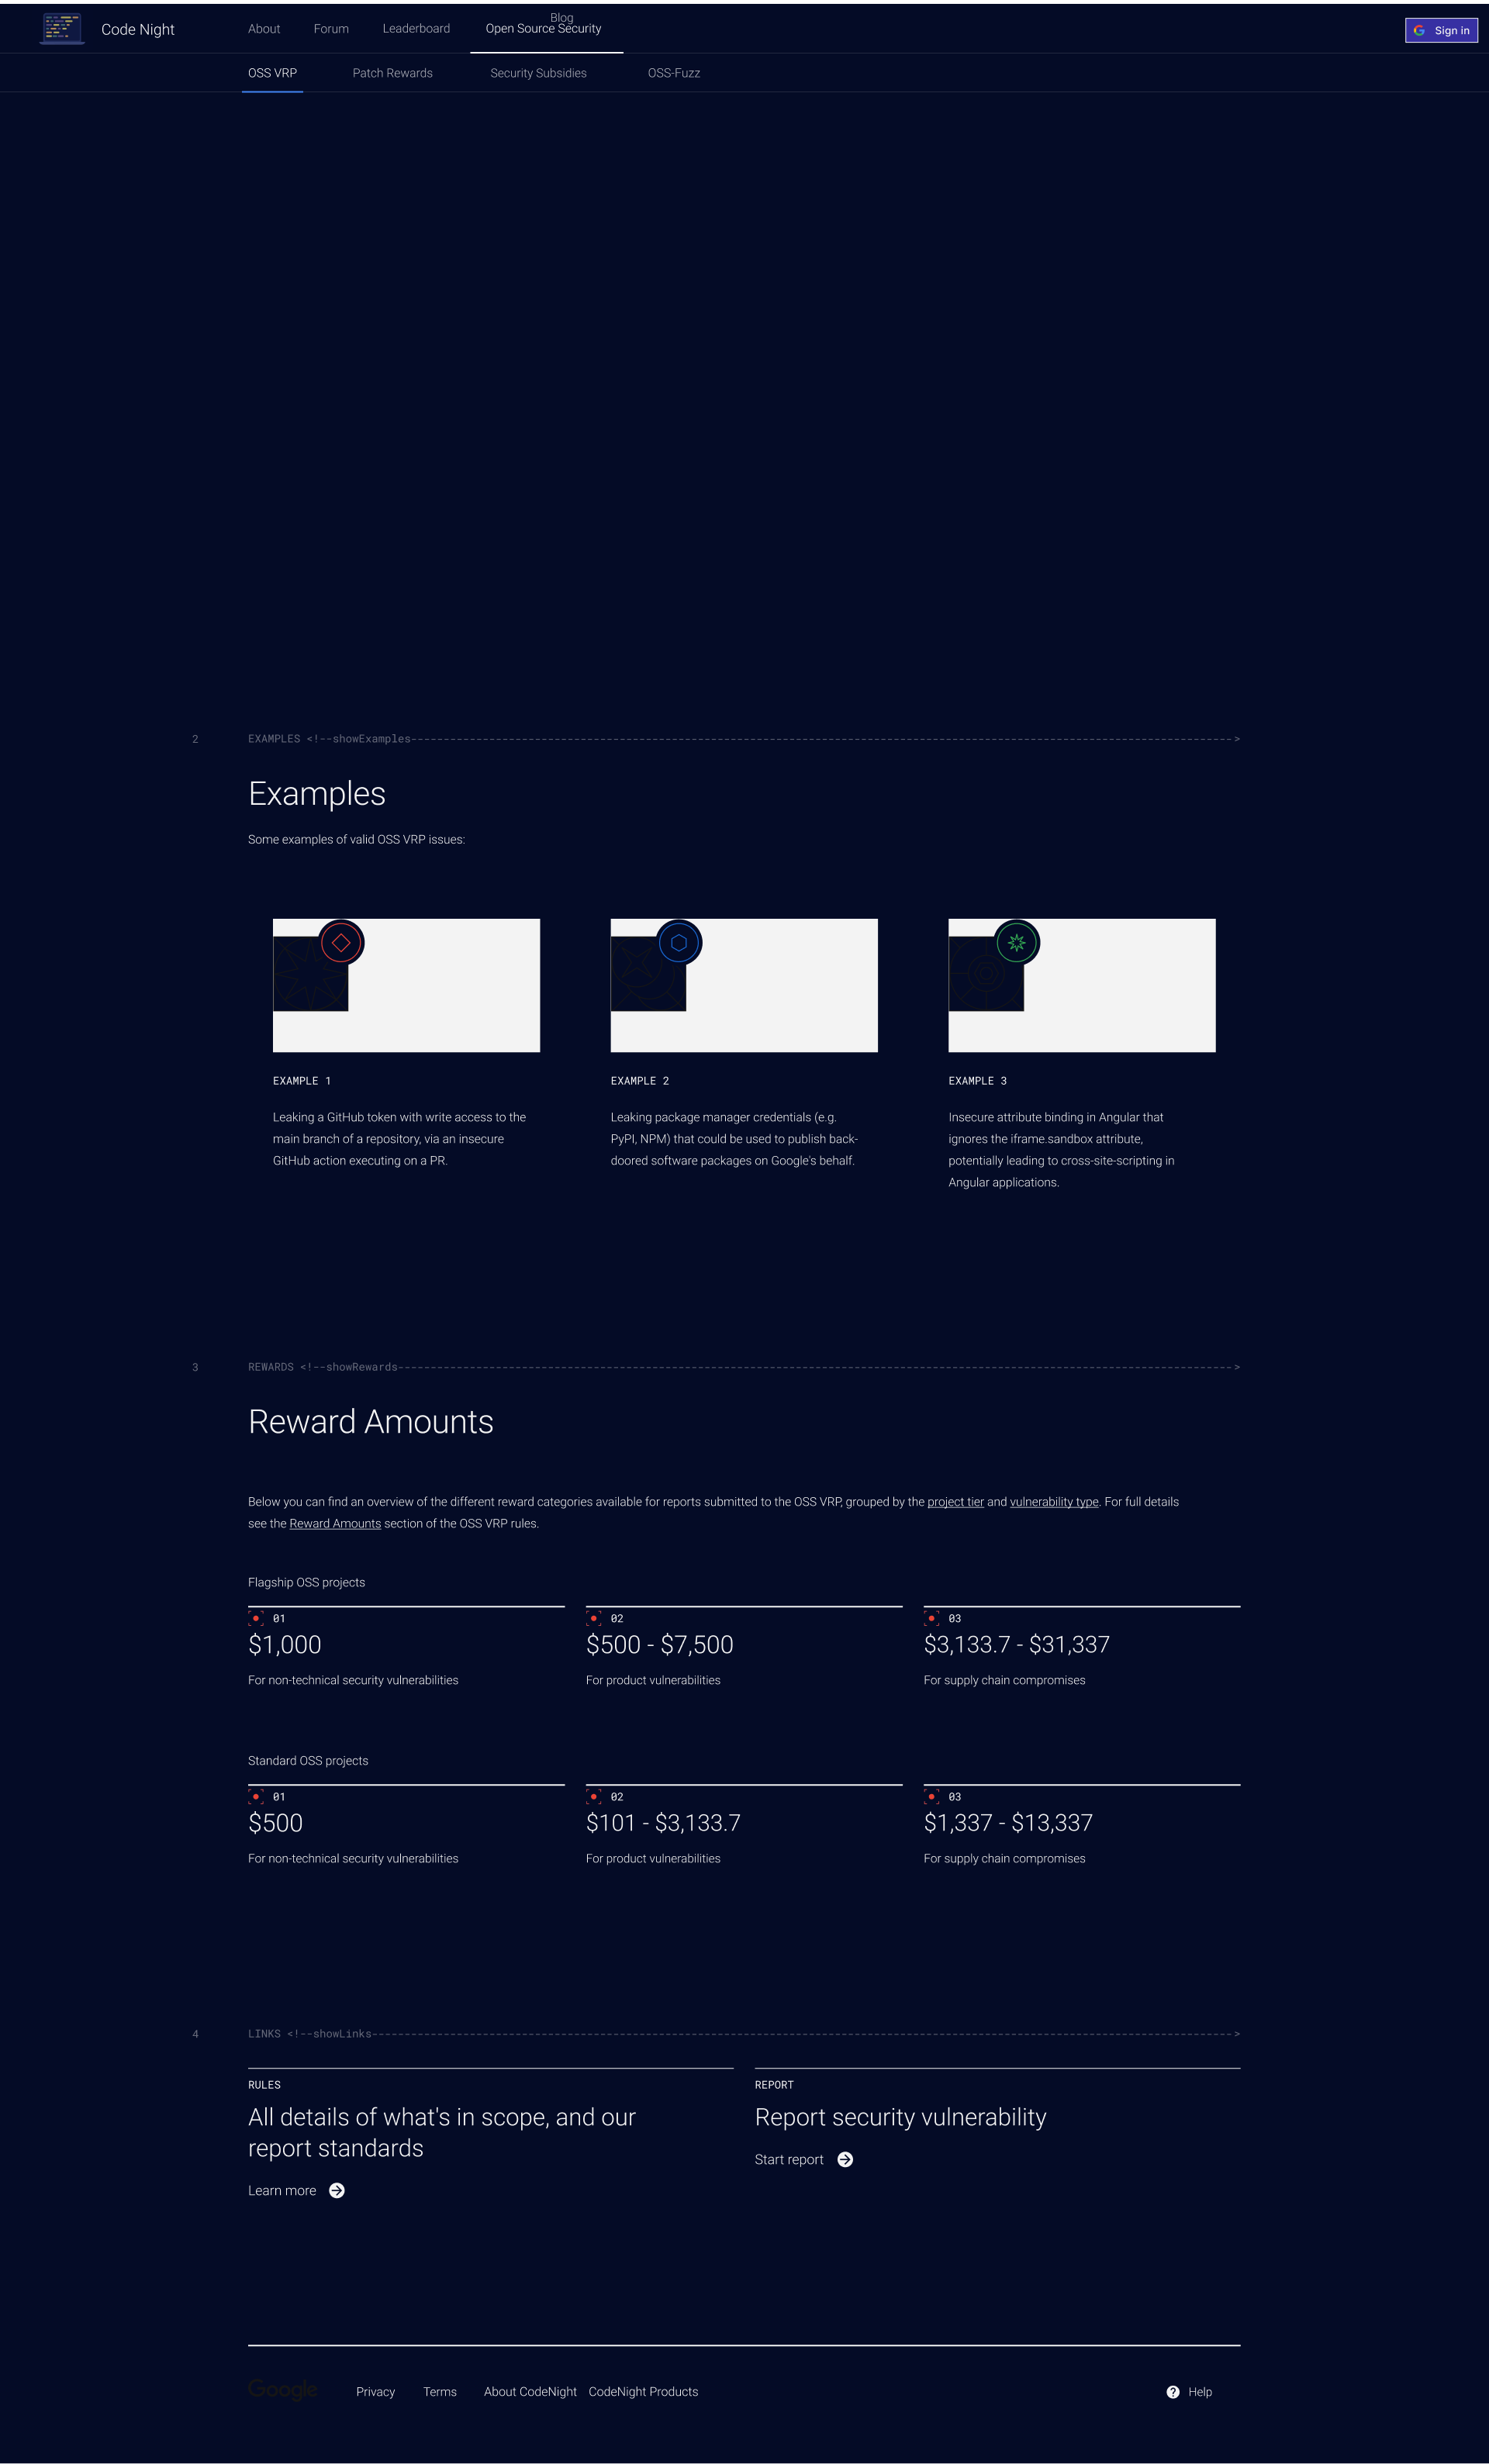 Code Night
About
Forum
Leaderboard
Blog
Open Source Security
Sign in
OSS VRP
Patch Rewards
Security Subsidies
OSS-Fuzz
2
EXAMPLES <!--showExamples-------------------------------------------------------------------------------------------------------------------------------->
Examples
Some examples of valid OSS VRP issues:
EXAMPLE 1
Leaking a GitHub token with write access to the
main branch of a repository, via an insecure
GitHub action executing on a PR.
EXAMPLE 2
Leaking package manager credentials (e.g.
PyPI, NPM) that could be used to publish back-
doored software packages on Google's behalf.
EXAMPLE 3
Insecure attribute binding in Angular that
ignores the iframe.sandbox attribute,
potentially leading to cross-site-scripting in
Angular applications.
3
REWARDS <!--showRewards---------------------------------------------------------------------------------------------------------------------------------->
Reward Amounts
Below you can find an overview of the different reward categories available for reports submitted to the OSS VRP, grouped by the project tier and vulnerability type. For full details
see the Reward Amounts section of the OSS VRP rules.
Flagship OSS projects
01
$1,000
For non-technical security vulnerabilities
02
$500 - $7,500
For product vulnerabilities
03
$3,133.7 - $31,337
For supply chain compromises
Standard OSS projects
01
$500
For non-technical security vulnerabilities
02
$101 - $3,133.7
For product vulnerabilities
03
$1,337 - $13,337
For supply chain compromises
4
LINKS <!--showLinks-------------------------------------------------------------------------------------------------------------------------------------->
RULES
All details of what's in scope, and our
report standards
Learn more
REPORT
Report security vulnerability
Start report
Google
Privacy
Terms
About CodeNight
CodeNight Products
Help